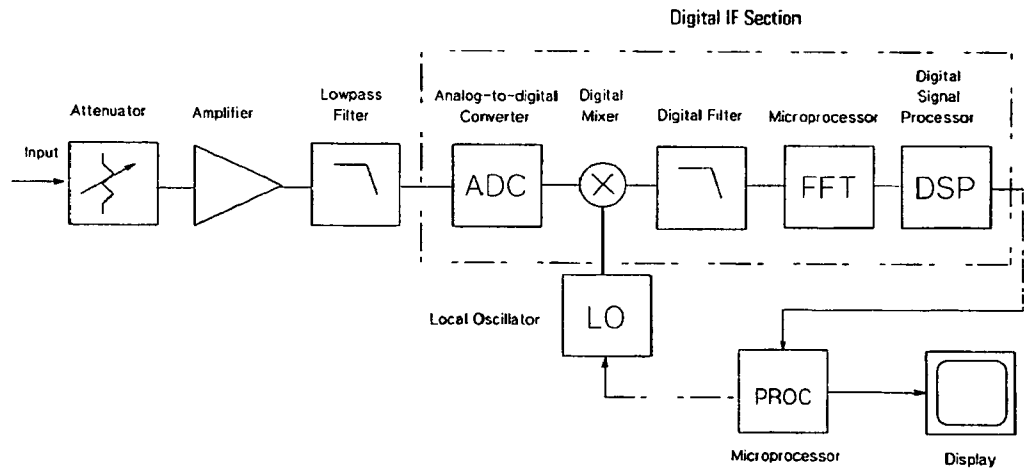 Digital IF Section
Attenuator
Amplifier
Lowpass
Filter
Analog-to-digital
Converter
Digital
Mixer
Digital Filter
Microprocessor
Digital
Signal
Processor
Input
ADC
FFT
DSP
Local Oscillator
LO
PROC
Microprocessor
Display